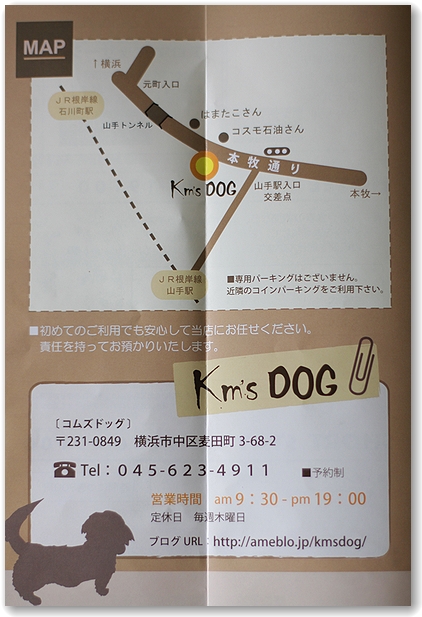 MAP
↑横浜
元町入口
JR根岸線
石川町駅
山手トンネル
はまたこさん
コスモ石油さん
本牧通り
Km's DOG
山手駅入口
交差点
本牧→
JR根岸線
山手駅
■専用パーキングはございません。
近隣のコインパーキングをご利用下さい。
■初めてのご利用でも安心して当店にお任せください。
責任を持ってお預かりいたします。
Km's DOG
〔コムズドッグ〕
〒231-0849 横浜市中区麦田町 3-68-2
☎Tel：045-623-4911 ■予約制
営業時間 am 9：30 - pm 19：00
定休日 毎週木曜日
ブログ URL：http://ameblo.jp/kmsdog/